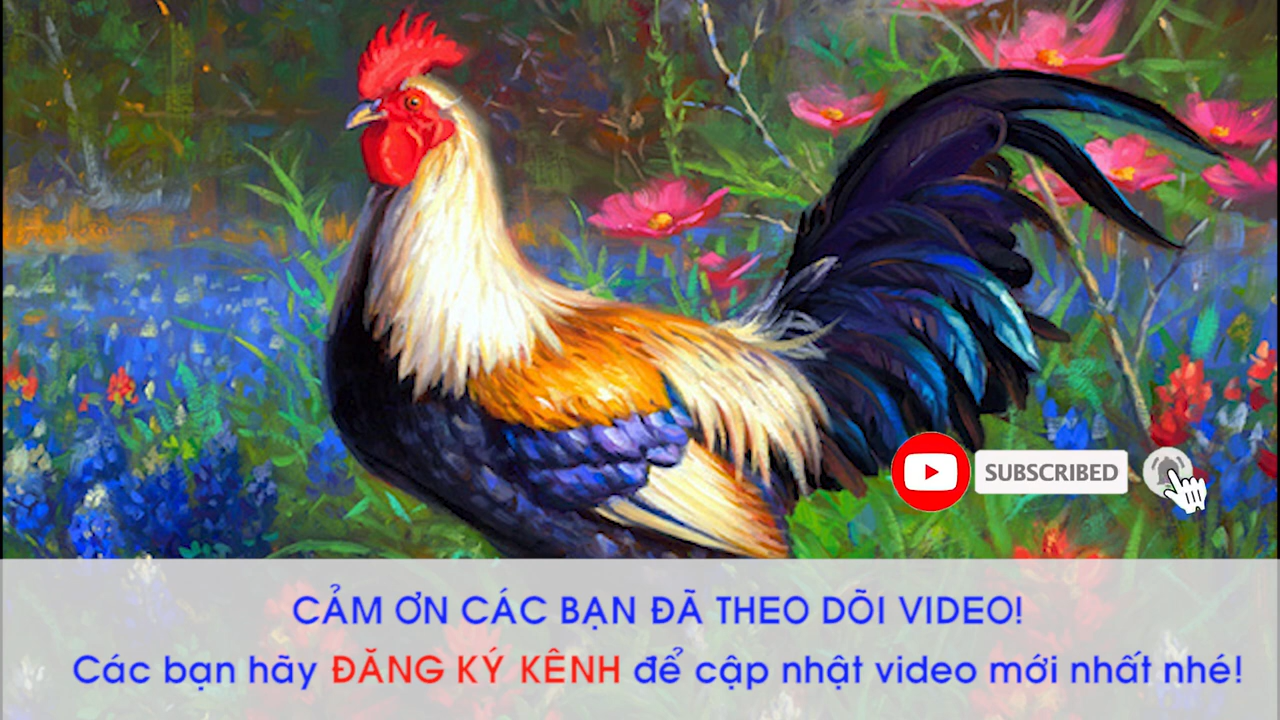 SUBSCRIBED
CẢM ƠN CÁC BẠN ĐÃ THEO DÕI VIDEO!
Các bạn hãy ĐĂNG KÝ KÊNH để cập nhật video mới nhất nhé!